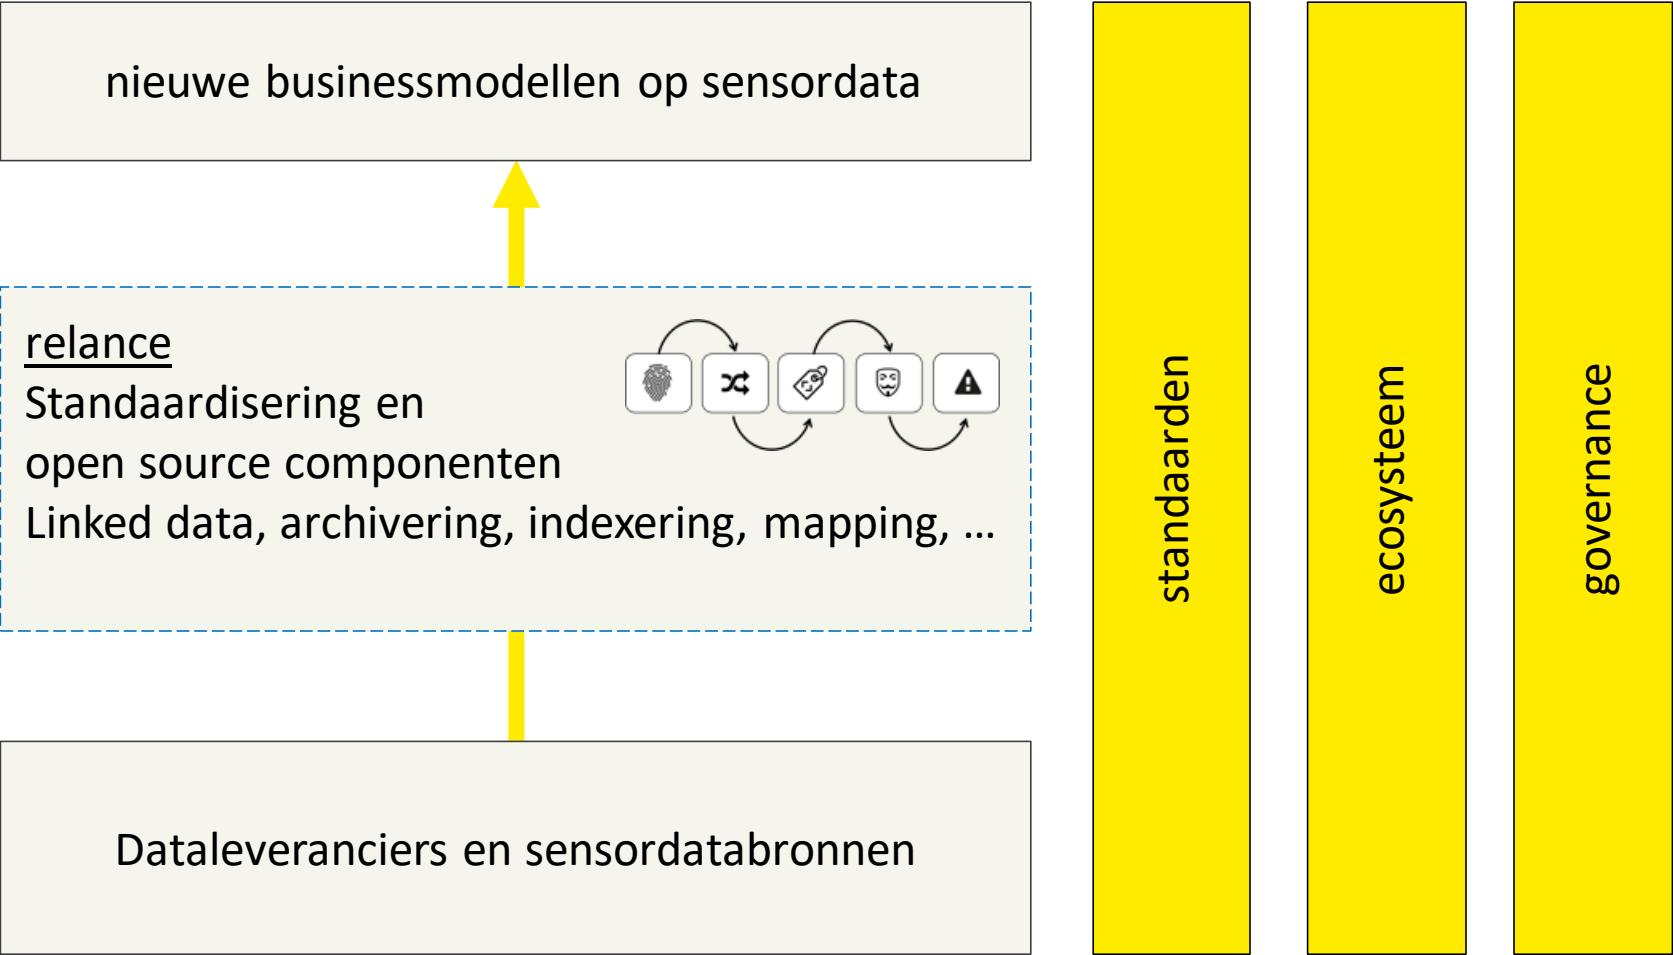 nieuwe businessmodellen op sensordata
relance
Standaardisering en
open source componenten
Linked data, archivering, indexering, mapping, ...
Dataleveranciers en sensordatabronnen
standaarden
ecosysteem
governance